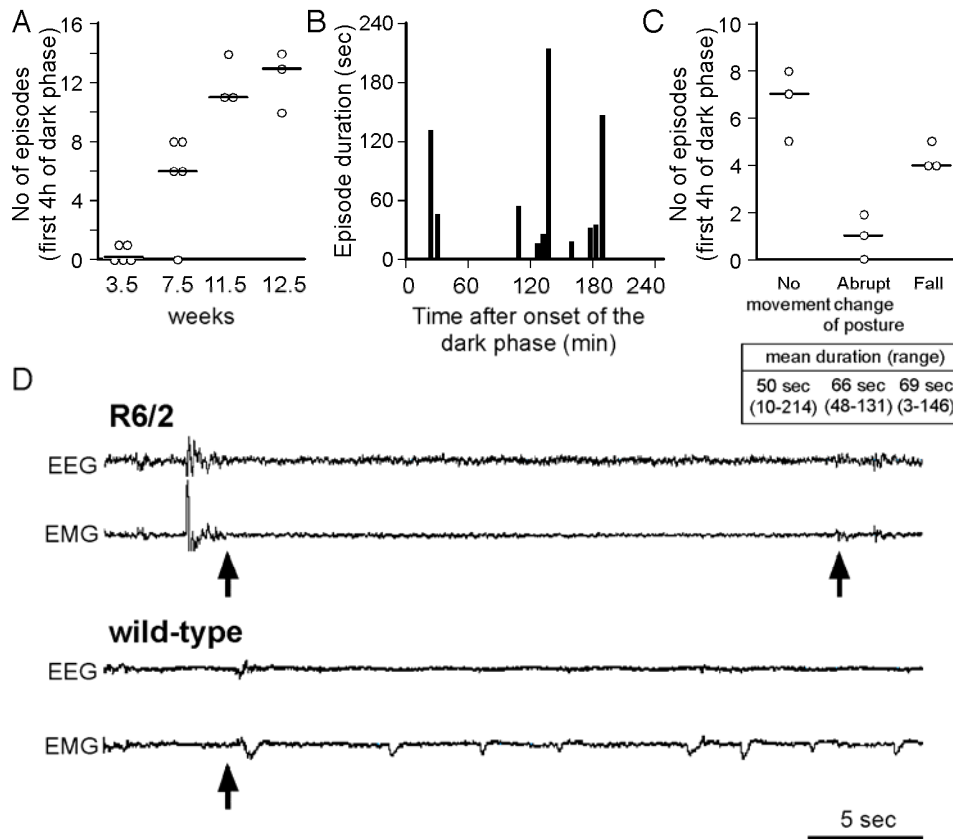 A
No of episodes
(first 4h of dark phase)
16
12
8
4
0
3.5 7.5 11.5 12.5
weeks
B
Episode duration (sec)
240
180
120
60
0
0 60 120 180 240
Time after onset of the
dark phase (min)
C
No of episodes
(first 4h of dark phase)
10
8
6
4
2
0
No Abrupt Fall
movement change
of posture
mean duration (range)
50 sec 66 sec 69 sec
(10-214) (48-131) (3-146)
D
R6/2
EEG
EMG
wild-type
EEG
EMG
5 sec